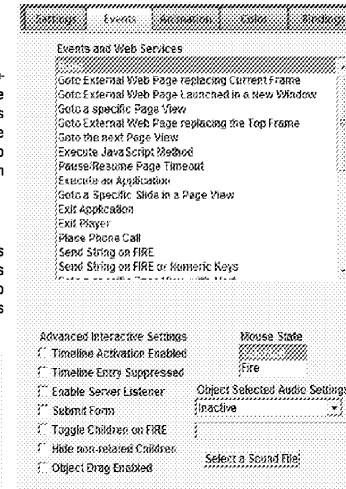 Settings Events Animation Color Bindings
Events and Web Services
Goto External Web Page replacing Current Frame
Goto External Web Page Launched in a New Window
Goto a specific Page View
Goto External Web Page replacing the Top Frame
Goto the next Page View
Execute JavaScript Method
Pause/Resume Page Timeout
Execute an Application
Goto a Specific Slide in a Page View
Exit Application
Exit Player
Place Phone Call
Send String on FIRE
Send String on FIRE or Numeric Keys
Advanced Interactive Settings
Timeline Activation Enabled
Timeline Entry Suppressed
Enable Server Listener
Submit Form
Toggle Children on FIRE
Hide non-related Children
Object Drag Enabled
Mouse State
Fire
Object Selected Audio Settings
Inactive
Select a Sound File